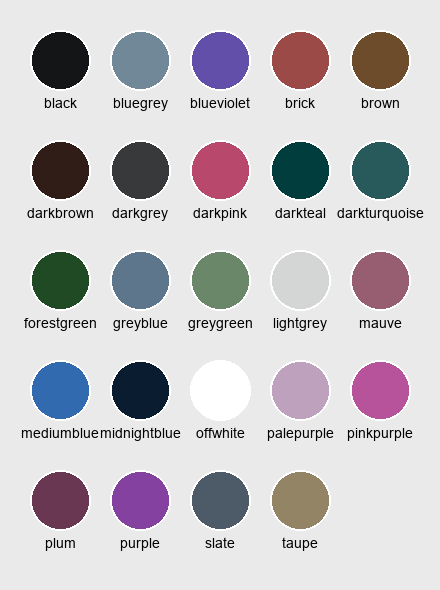 black bluegrey blueviolet brick brown
darkbrown darkgrey darkpink darkteal darkturquoise
forestgreen greyblue greygreen lightgrey mauve
mediumblue midnightblue offwhite palepurple pinkpurple
plum purple slate taupe